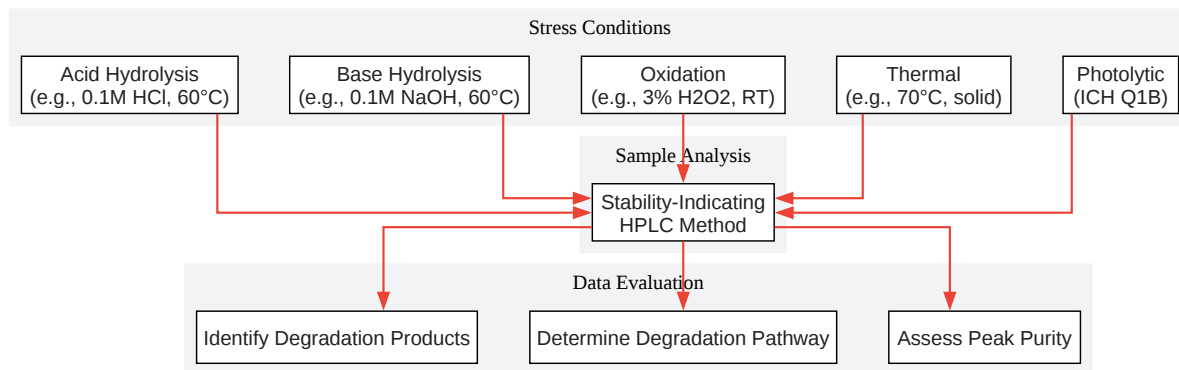 Stress Conditions
Acid Hydrolysis
(e.g., 0.1M HCl, 60°C)
Base Hydrolysis
(e.g., 0.1M NaOH, 60°C)
Oxidation
(e.g., 3% H2O2, RT)
Thermal
(e.g., 70°C, solid)
Photolytic
(ICH Q1B)
Sample Analysis
Stability-Indicating
HPLC Method
Data Evaluation
Identify Degradation Products
Determine Degradation Pathway
Assess Peak Purity